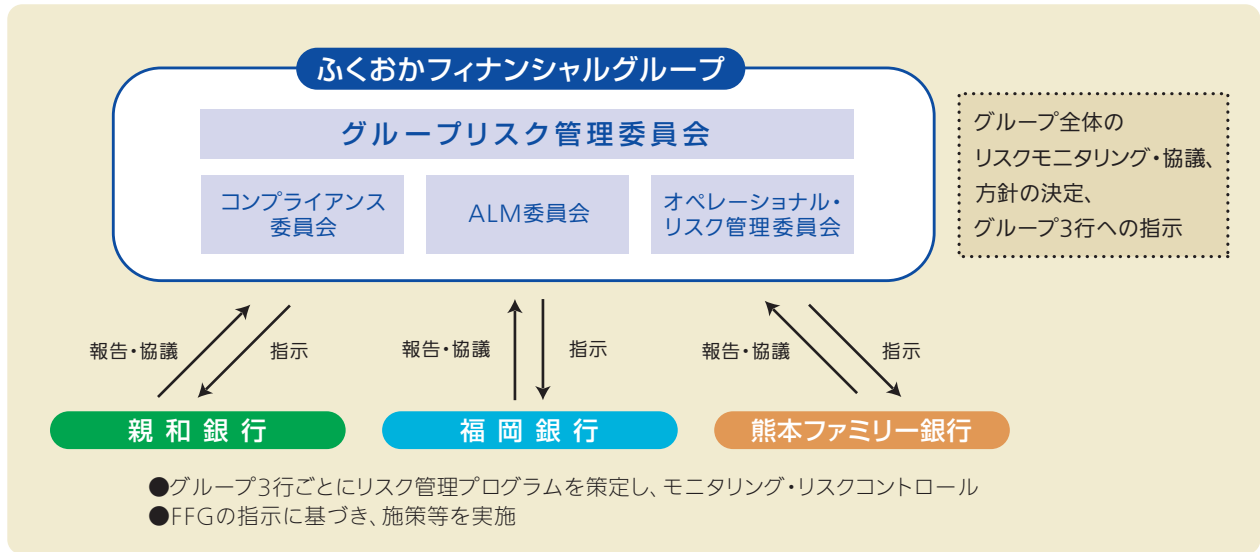 ふくおかフィナンシャルグループ
グループリスク管理委員会
コンプライアンス
委員会
ALM委員会
オペレーショナル・
リスク管理委員会
グループ全体の
リスクモニタリング・協議、
方針の決定、
グループ3行への指示
報告・協議
指示
報告・協議
指示
報告・協議
指示
親和銀行
福岡銀行
熊本ファミリー銀行
●グループ3行ごとにリスク管理プログラムを策定し、モニタリング・リスクコントロール
●FFGの指示に基づき、施策等を実施